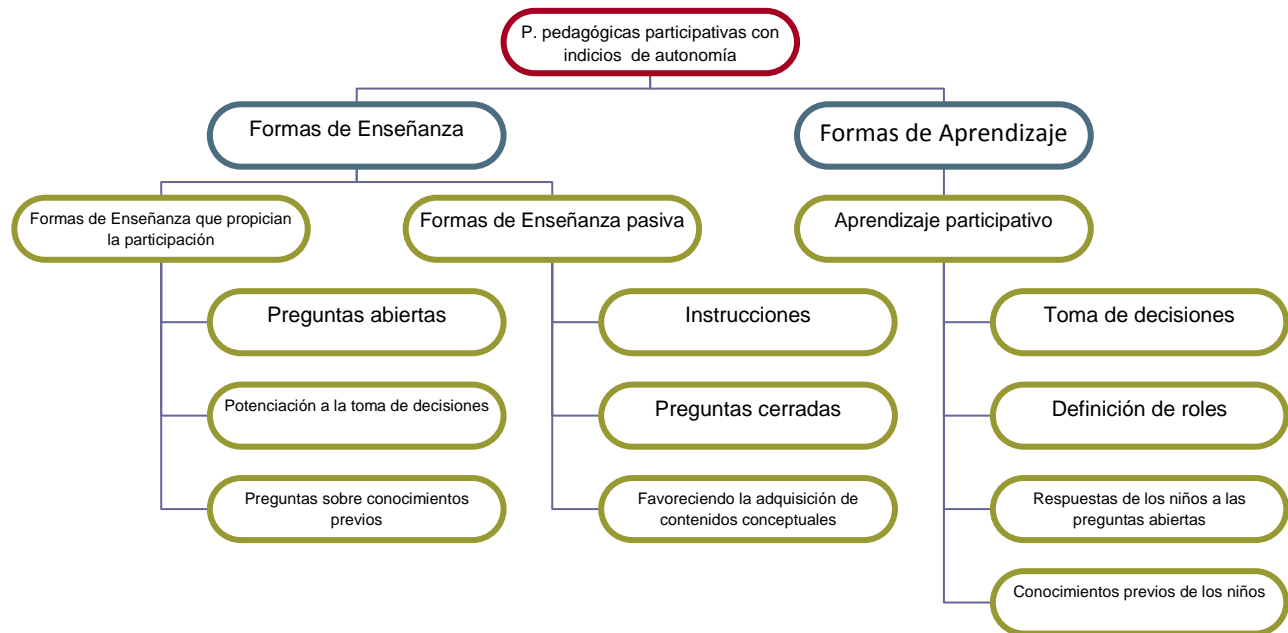 P. pedagógicas participativas con
indicios de autonomía
Formas de Enseñanza
Formas de Aprendizaje
Formas de Enseñanza que propician
la participación
Formas de Enseñanza pasiva
Aprendizaje participativo
Preguntas abiertas
Instrucciones
Toma de decisiones
Potenciación a la toma de decisiones
Preguntas cerradas
Definición de roles
Preguntas sobre conocimientos
previos
Favoreciendo la adquisición de
contenidos conceptuales
Respuestas de los niños a las
preguntas abiertas
Conocimientos previos de los niños